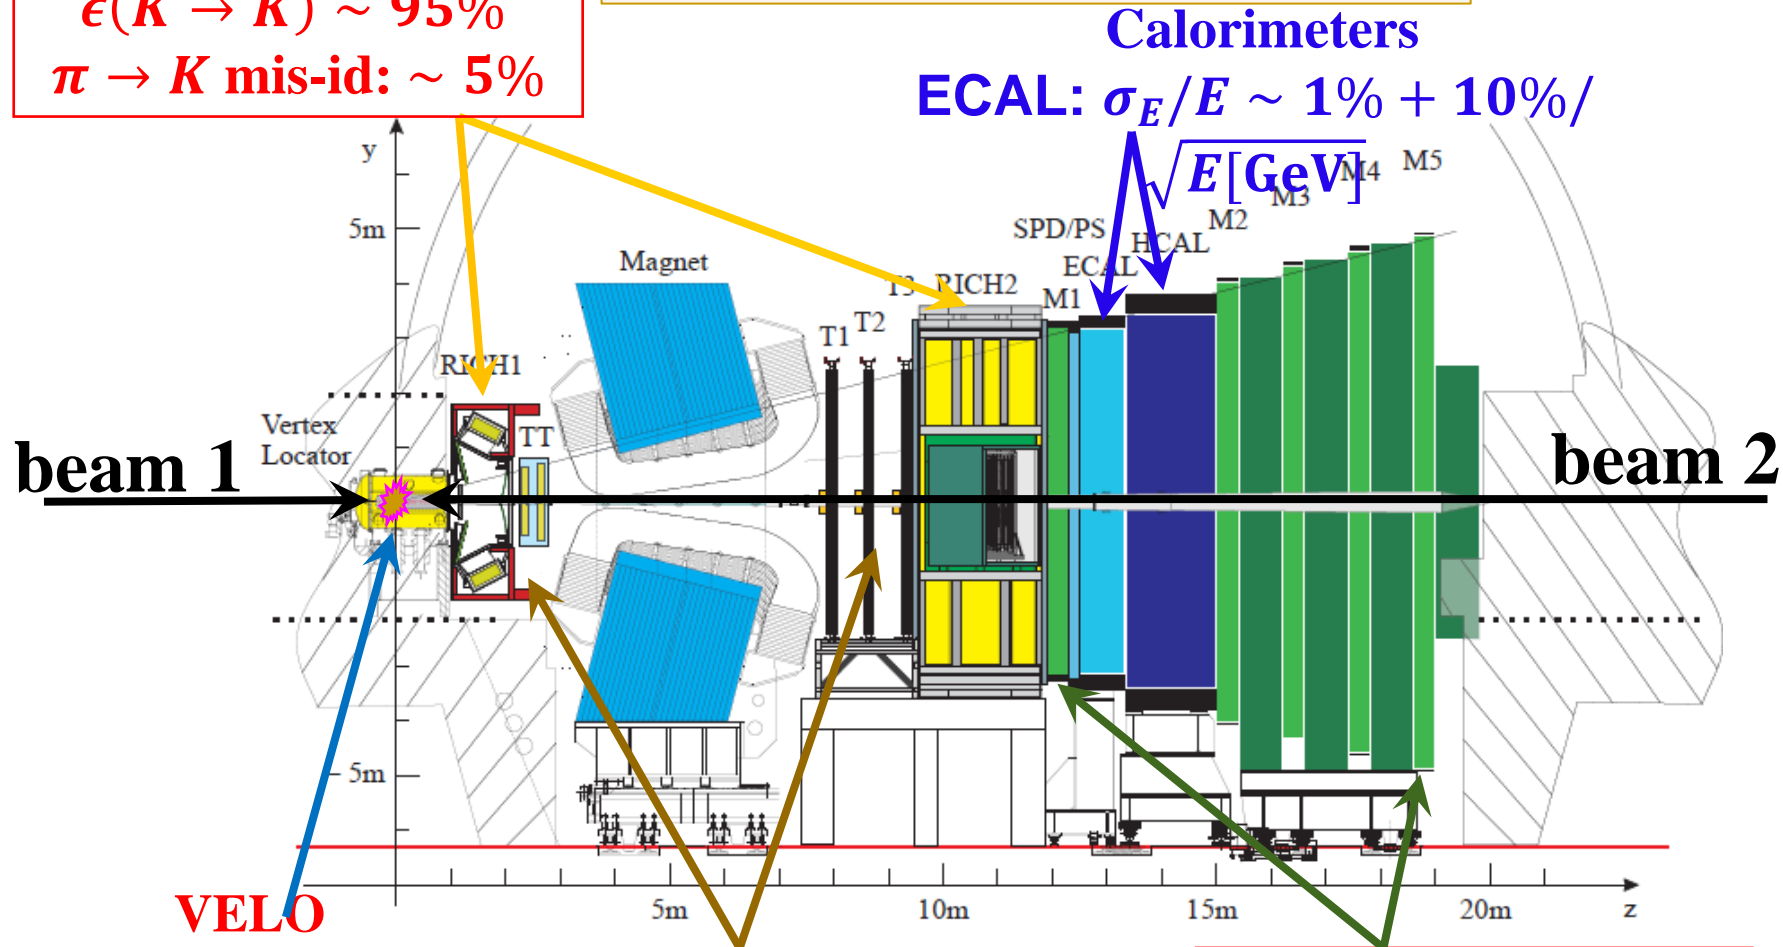 ϵ(K → K) ~ 95%
π → K mis-id: ~ 5%
Calorimeters
ECAL: σ_E/E ~ 1% + 10%/
√E[GeV]
y
5m
Magnet
SPD/PS
ECAL
HCAL
M1
M2
M3
M4
M5
T1
T2
T3
RICH2
RICH1
TT
Vertex
Locator
beam 1
beam 2
- 5m
VELO
5m
10m
15m
20m
z